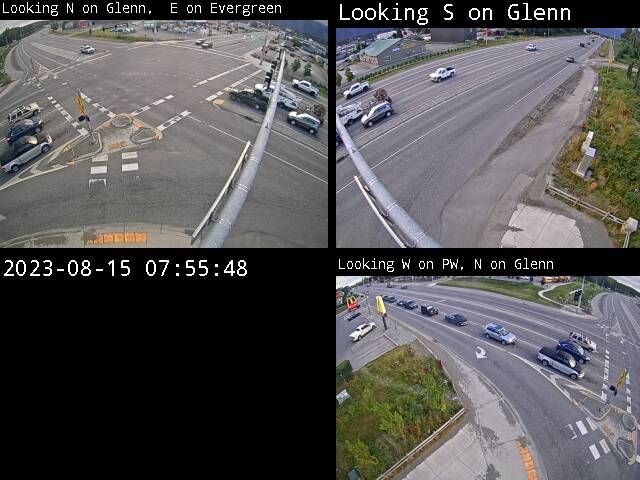 Looking N on Glenn,  E on Evergreen
Looking S on Glenn
2023-08-15 07:55:48
Looking W on PW, N on Glenn